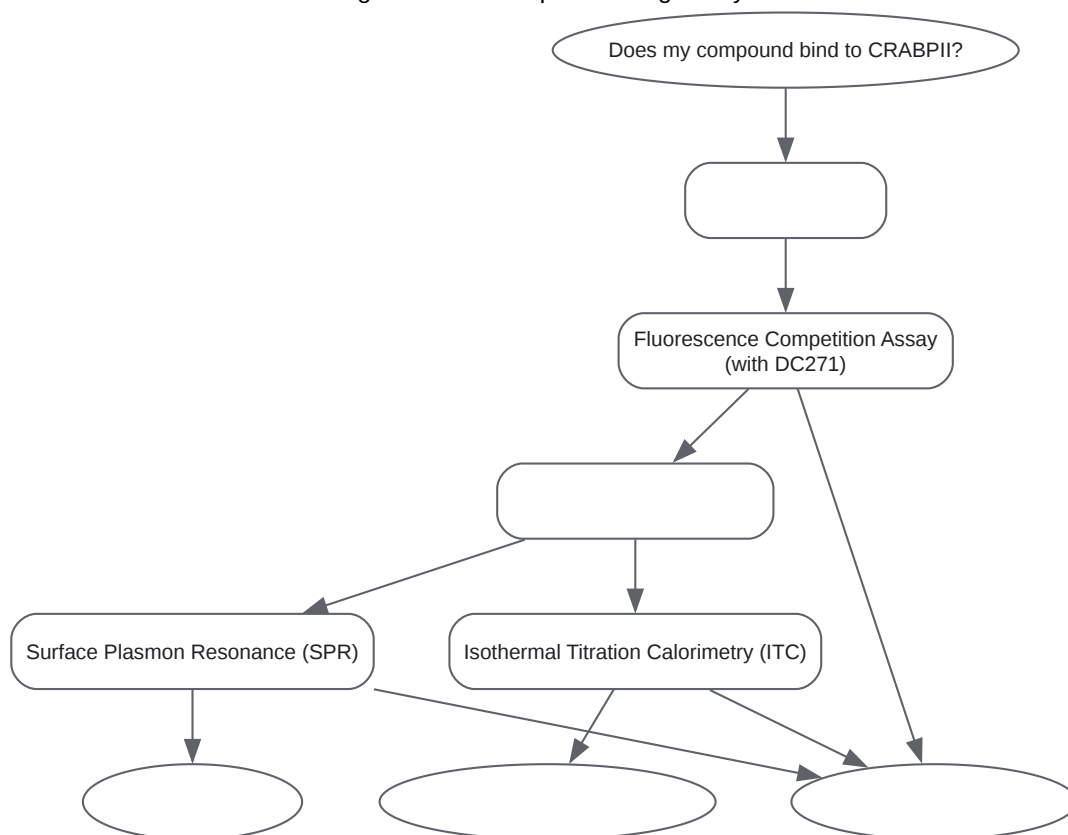 Does my compound bind to CRABPII?
Fluorescence Competition Assay
(with DC271)
Surface Plasmon Resonance (SPR)
Isothermal Titration Calorimetry (ITC)